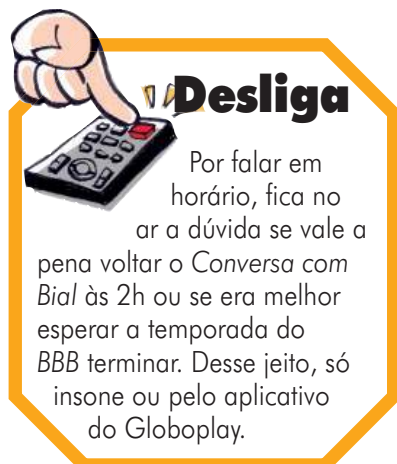 Desliga
Por falar em
horário, fica no
ar a dúvida se vale a
pena voltar o Conversa com
Bial às 2h ou se era melhor
esperar a temporada do
BBB terminar. Desse jeito, só
insone ou pelo aplicativo
do Globoplay.